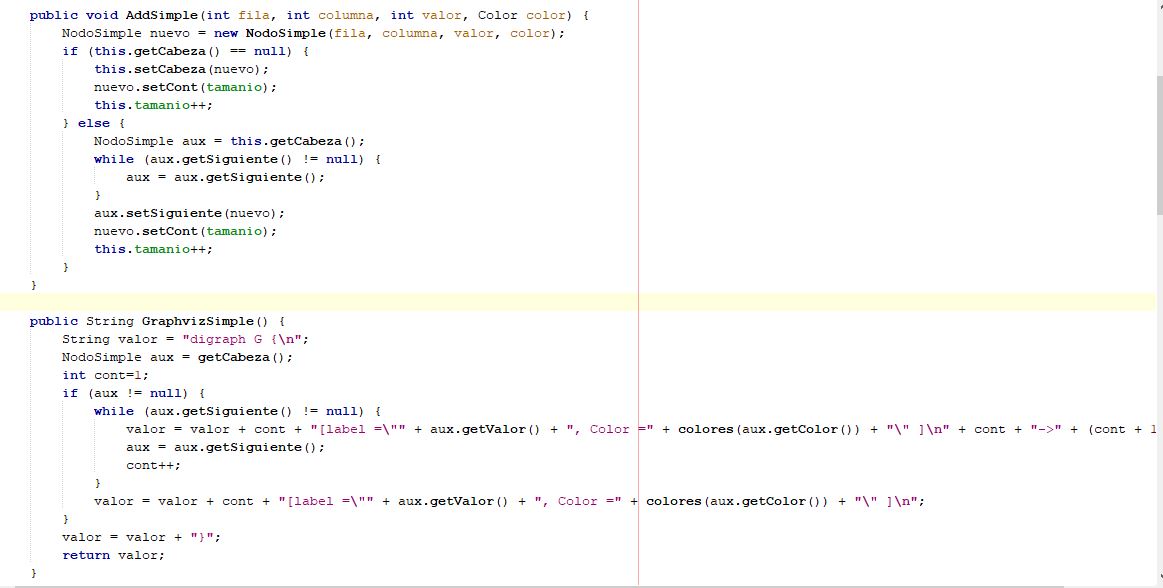 public void AddSimple(int fila, int columna, int valor, Color color) {
    NodoSimple nuevo = new NodoSimple(fila, columna, valor, color);
    if (this.getCabeza() == null) {
        this.setCabeza(nuevo);
        nuevo.setCont(tamanio);
        this.tamanio++;
    } else {
        NodoSimple aux = this.getCabeza();
        while (aux.getSiguiente() != null) {
            aux = aux.getSiguiente();
        }
        aux.setSiguiente(nuevo);
        nuevo.setCont(tamanio);
        this.tamanio++;
    }
}
public String GraphvizSimple() {
    String valor = "digraph G {\n";
    NodoSimple aux = getCabeza();
    int cont=1;
    if (aux != null) {
        while (aux.getSiguiente() != null) {
            valor = valor + cont + "[label =\"" + aux.getValor() + ", Color =" + colores(aux.getColor()) + "\" ]\n" + cont + "->" + (cont + 1
            aux = aux.getSiguiente();
            cont++;
        }
        valor = valor + cont + "[label =\"" + aux.getValor() + ", Color =" + colores(aux.getColor()) + "\" ]\n";
    }
    valor = valor + "}";
    return valor;
}